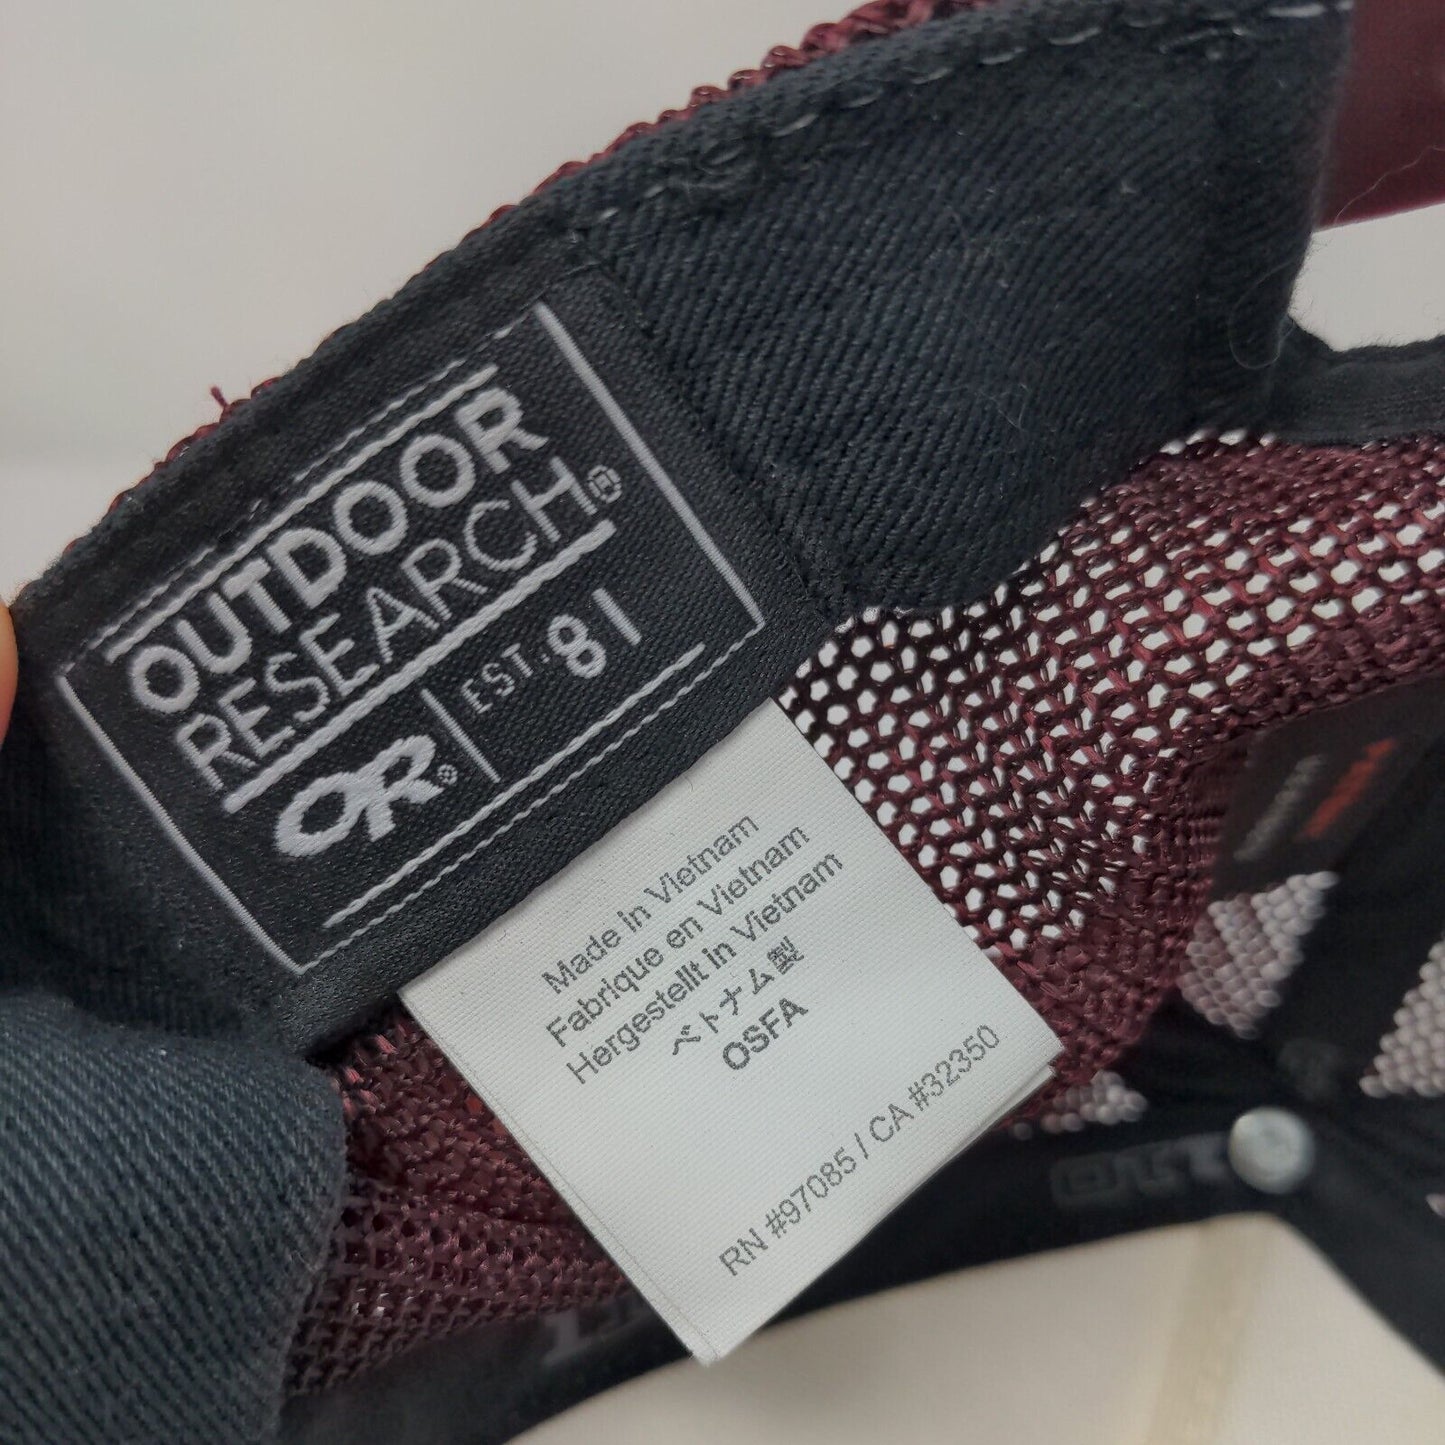 OUTDOOR
RESEARCH®
OR®
EST. 81
Made in Vietnam
Fabrique en Vietnam
Hergestellt in Vietnam
ベトナム製
OSFA
RN #97085 / CA #32350